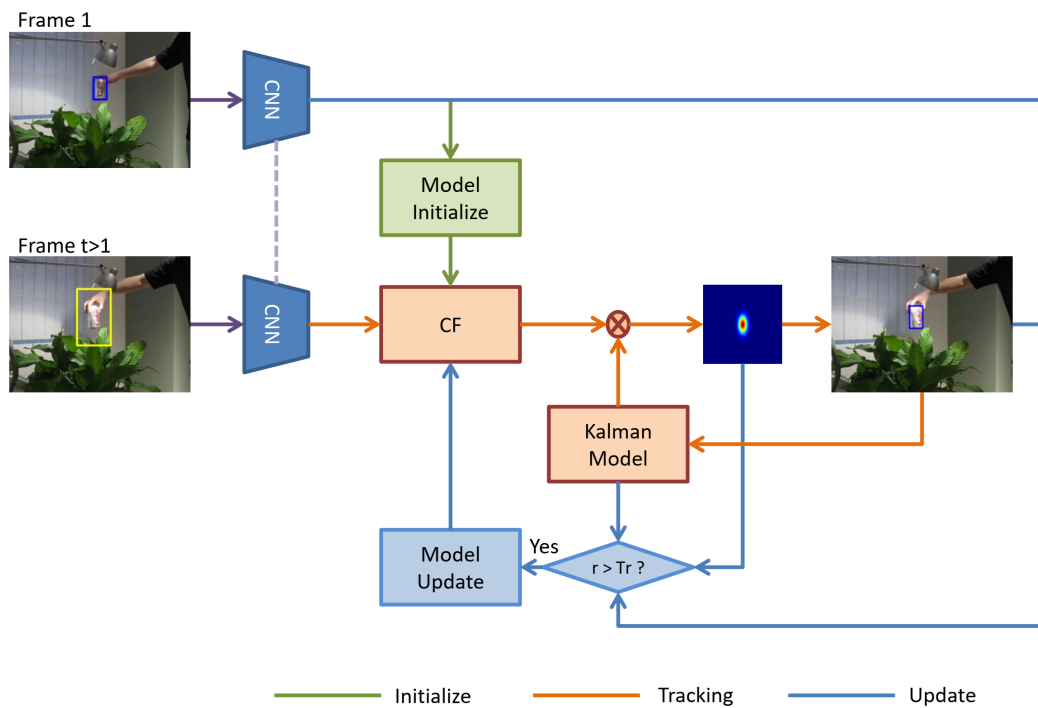 Frame 1
CNN
Model
Initialize
Frame t>1
CNN
CF
Kalman
Model
Model
Update
Yes
r > Tr ?
Initialize
Tracking
Update